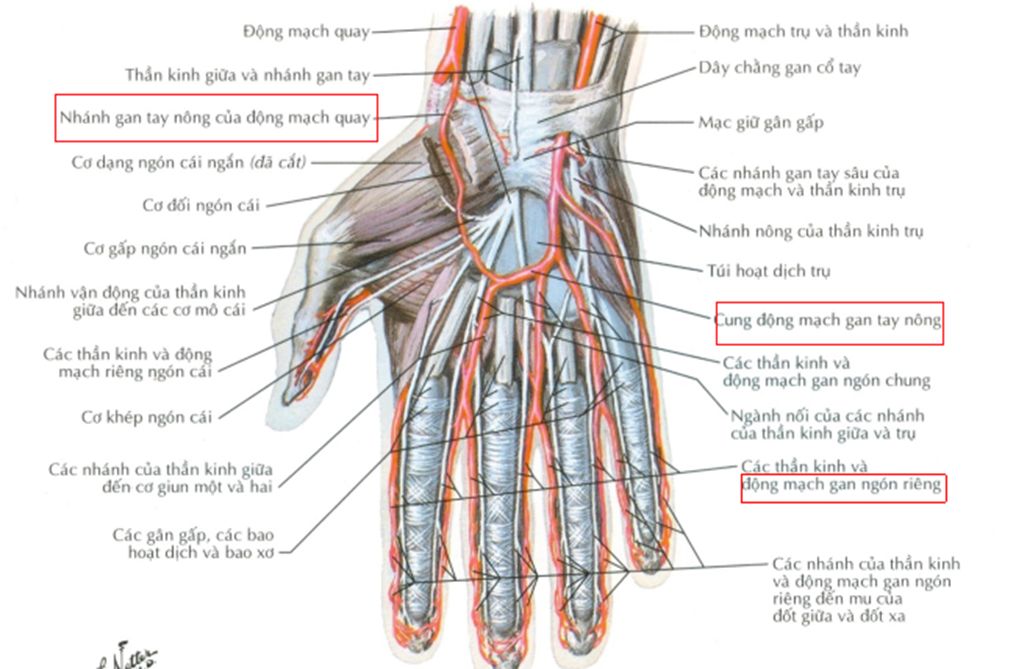 Động mạch quay
Thần kinh giữa và nhánh gan tay
Nhánh gan tay nông của động mạch quay
Cơ dạng ngón cái ngắn (đã cắt)
Cơ đối ngón cái
Cơ gấp ngón cái ngắn
Nhánh vận động của thần kinh
giữa đến các cơ mô cái
Các thần kinh và động
mạch riêng ngón cái
Cơ khép ngón cái
Các nhánh của thần kinh giữa
đến cơ giun một và hai
Các gân gấp, các bao
hoạt dịch và bao xơ
Động mạch trụ và thần kinh
Dây chằng gan cổ tay
Mạc giữ gân gấp
Các nhánh gan tay sâu của
động mạch và thần kinh trụ
Nhánh nông của thần kinh trụ
Túi hoạt dịch trụ
Cung động mạch gan tay nông
Các thần kinh và
động mạch gan ngón chung
Ngành nối của các nhánh
của thần kinh giữa và trụ
Các thần kinh và
động mạch gan ngón riêng
Các nhánh của thần kinh
và động mạch gan ngón
riêng đến mu của
đốt giữa và đốt xa
Netter